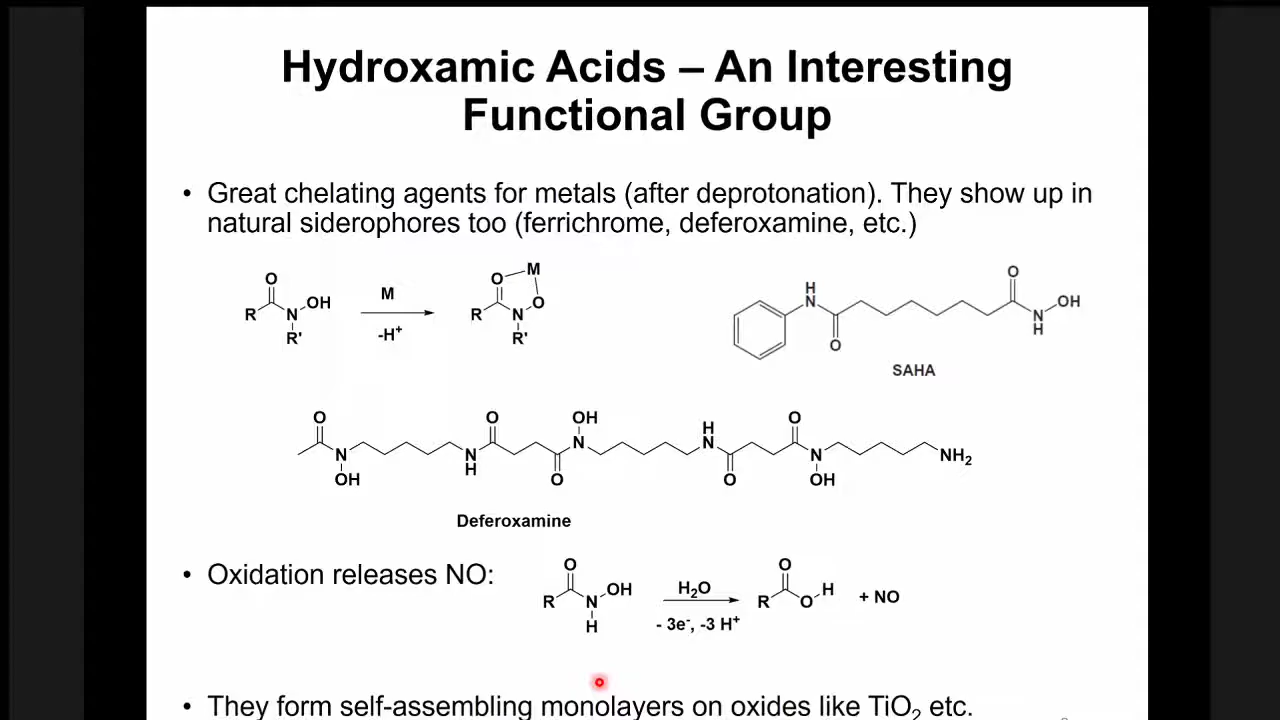 Hydroxamic Acids – An Interesting
Functional Group
• Great chelating agents for metals (after deprotonation). They show up in
natural siderophores too (ferrichrome, deferoxamine, etc.)
R O N OH R'
M
-H⁺
R O M N O R'
H N O O N H OH
SAHA
O N OH N H O O N OH H N O O N OH NH₂
Deferoxamine
• Oxidation releases NO:
R O N OH H
H₂O
- 3e⁻, -3 H⁺
R O O H
+ NO
• They form self-assembling monolayers on oxides like TiO₂ etc.